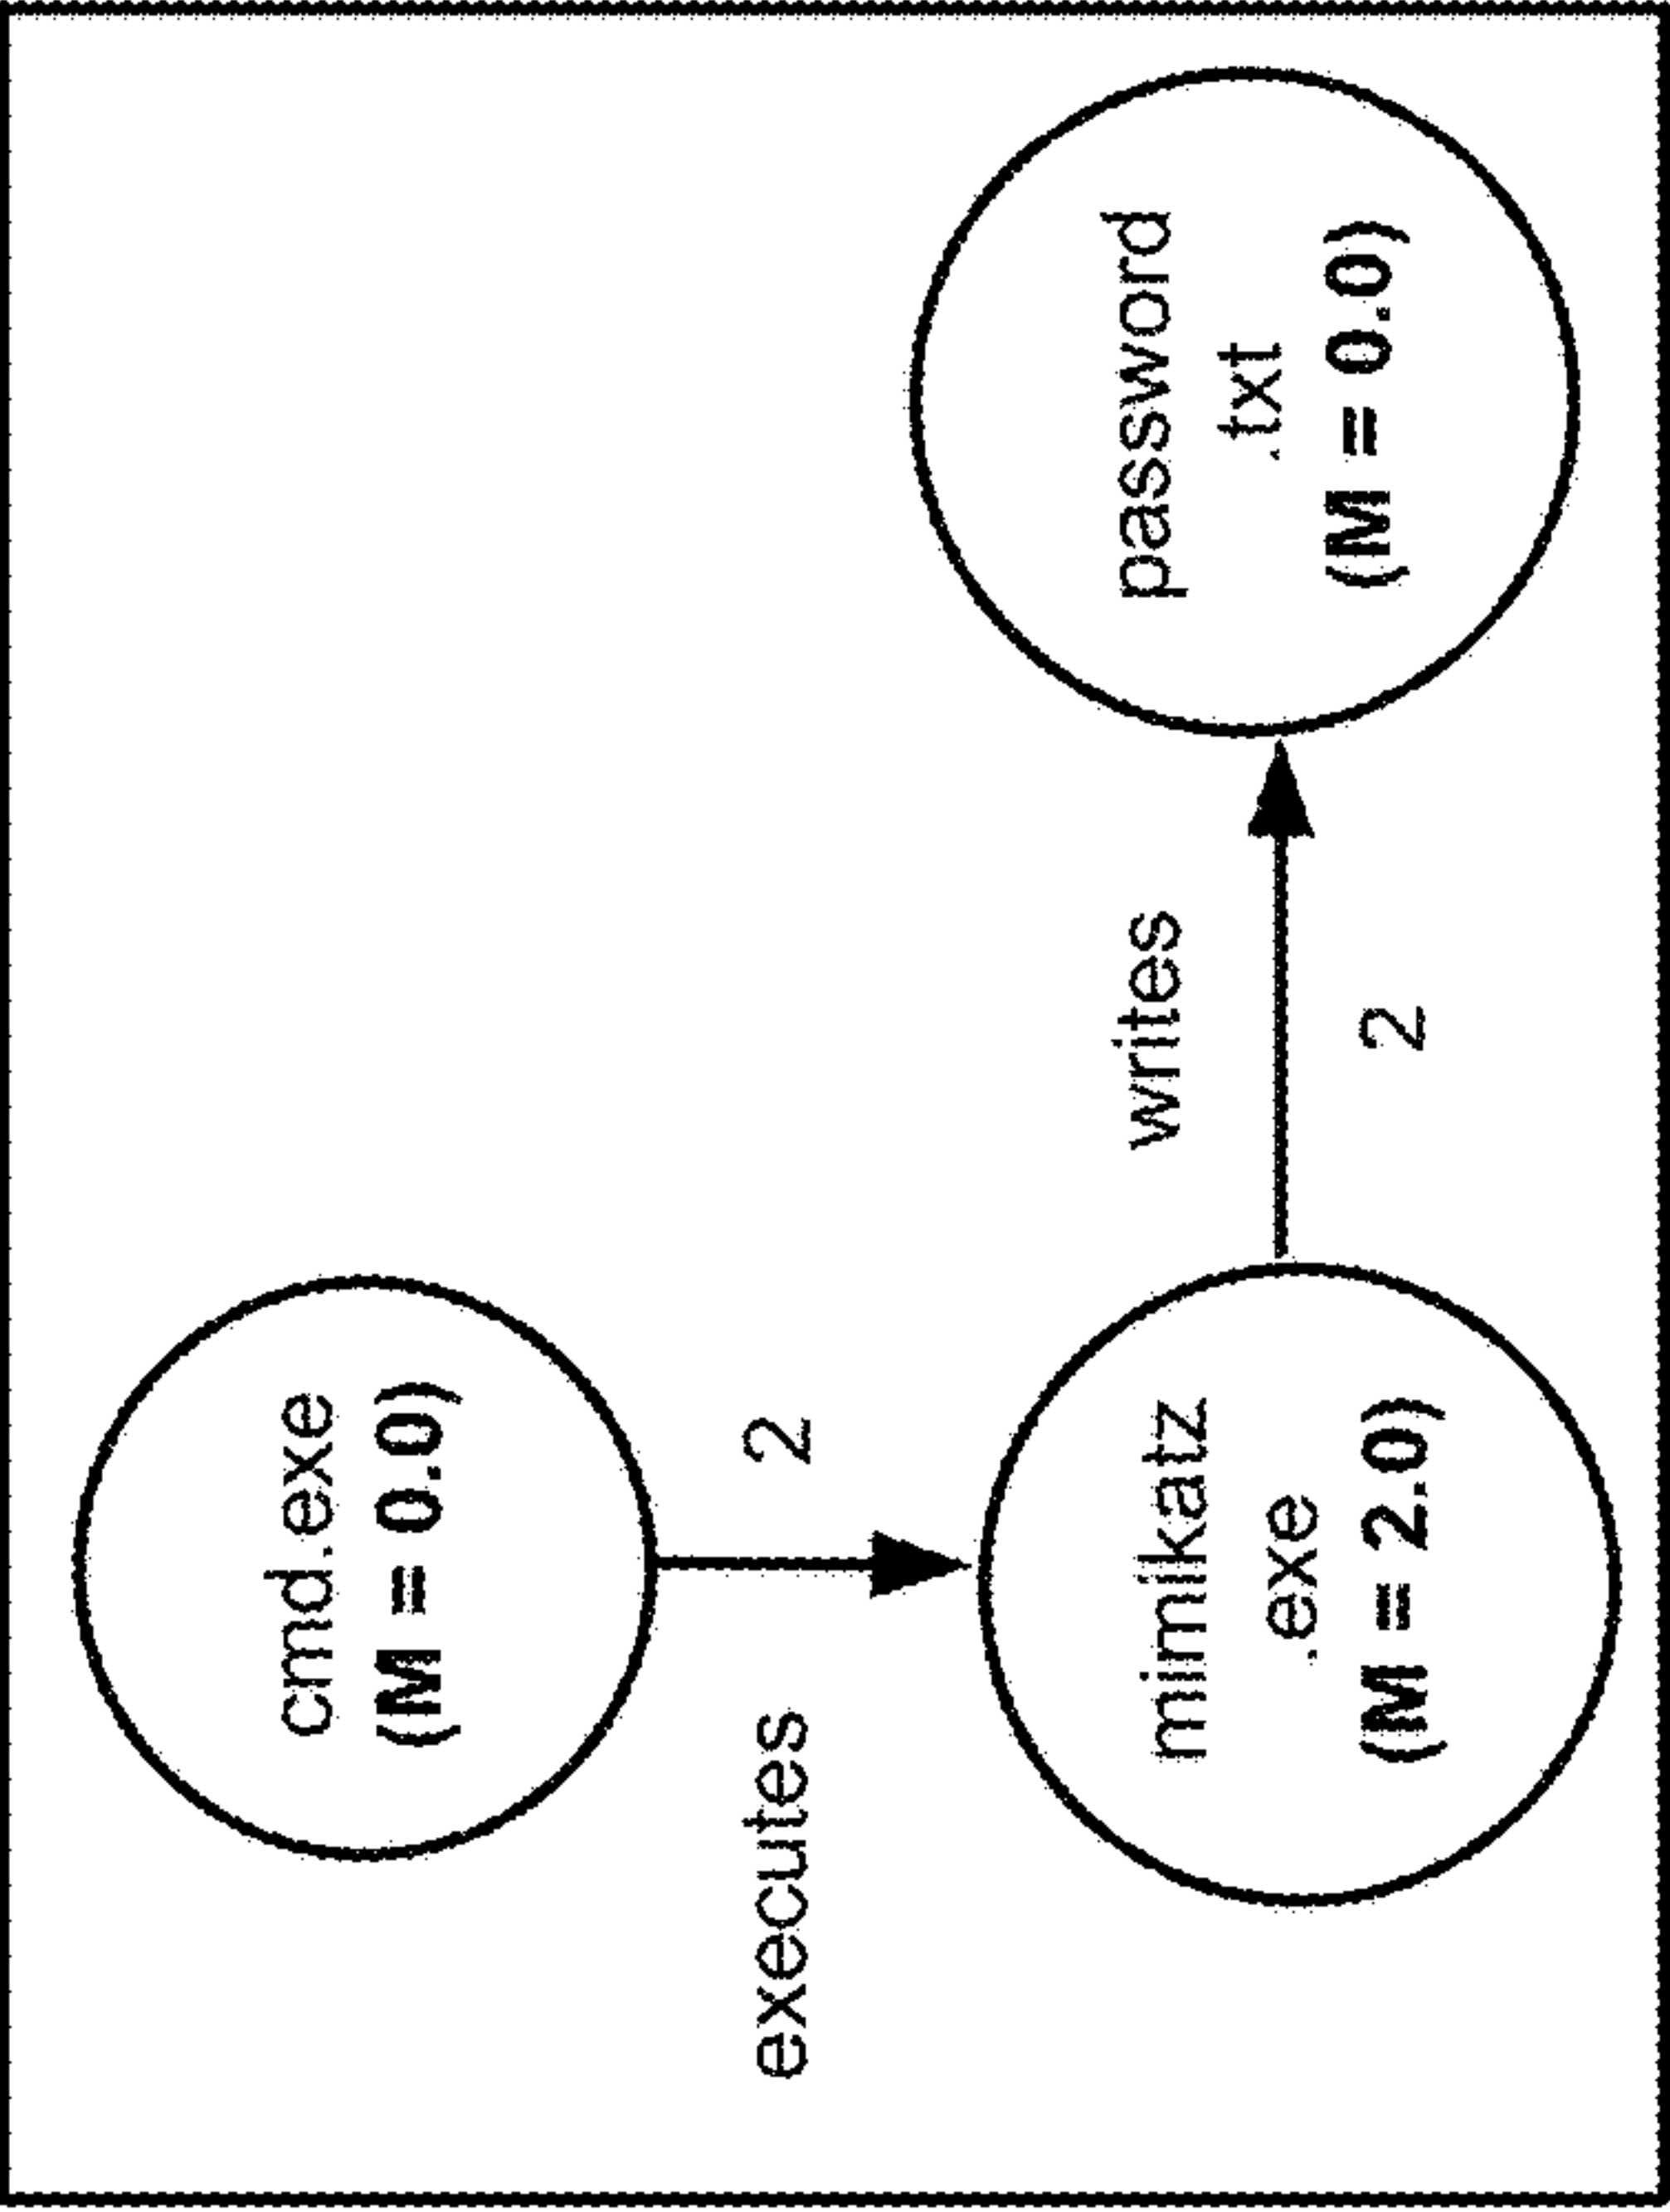 cmd.exe
(M = 0.0)
executes
2
mimikatz
.exe
(M = 2.0)
writes
2
password
.txt
(M = 0.0)